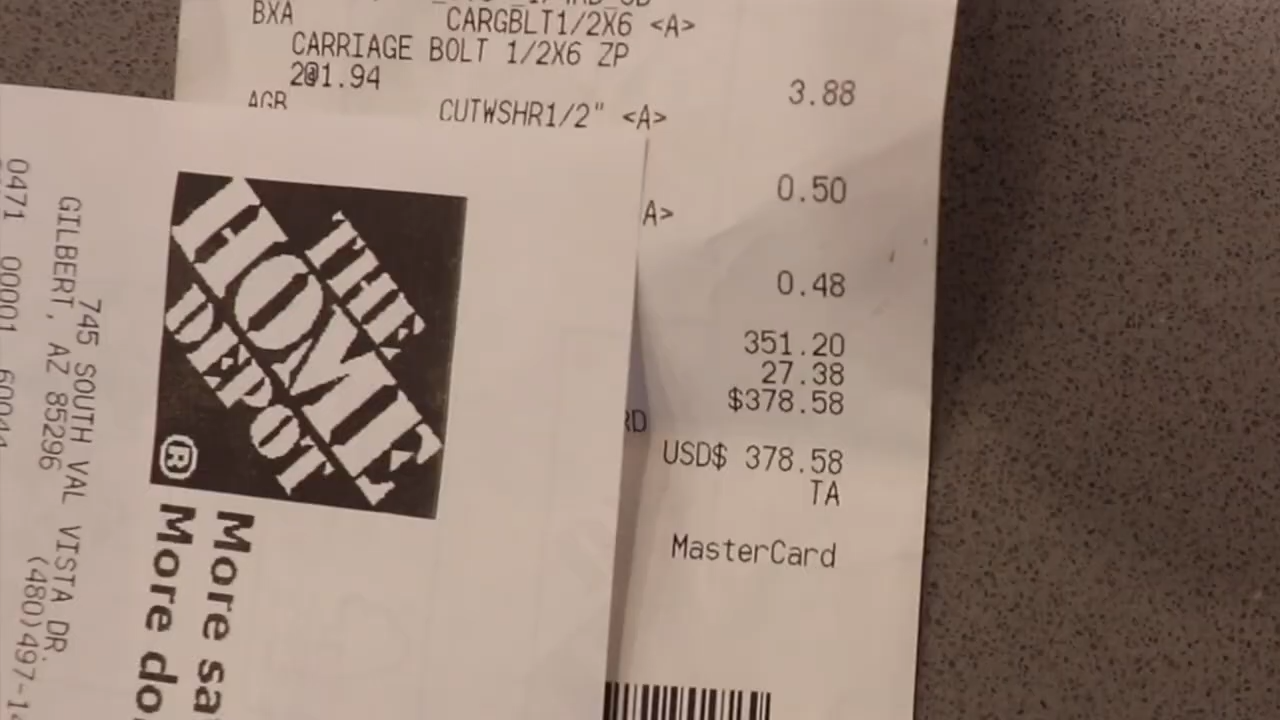 BXA CARGBLT1/2X6 <A>
CARRIAGE BOLT 1/2X6 ZP
2@1.94 3.88
AGB CUTWSHR1/2" <A>
0.50
A>
0.48
351.20
27.38
$378.58
RD
USD$ 378.58
TA
MasterCard
THE
HOME
DEPOT
®
More
More
745 SOUTH VAL VISTA DR.
GILBERT, AZ 85296 (480)497-1
0471 00001